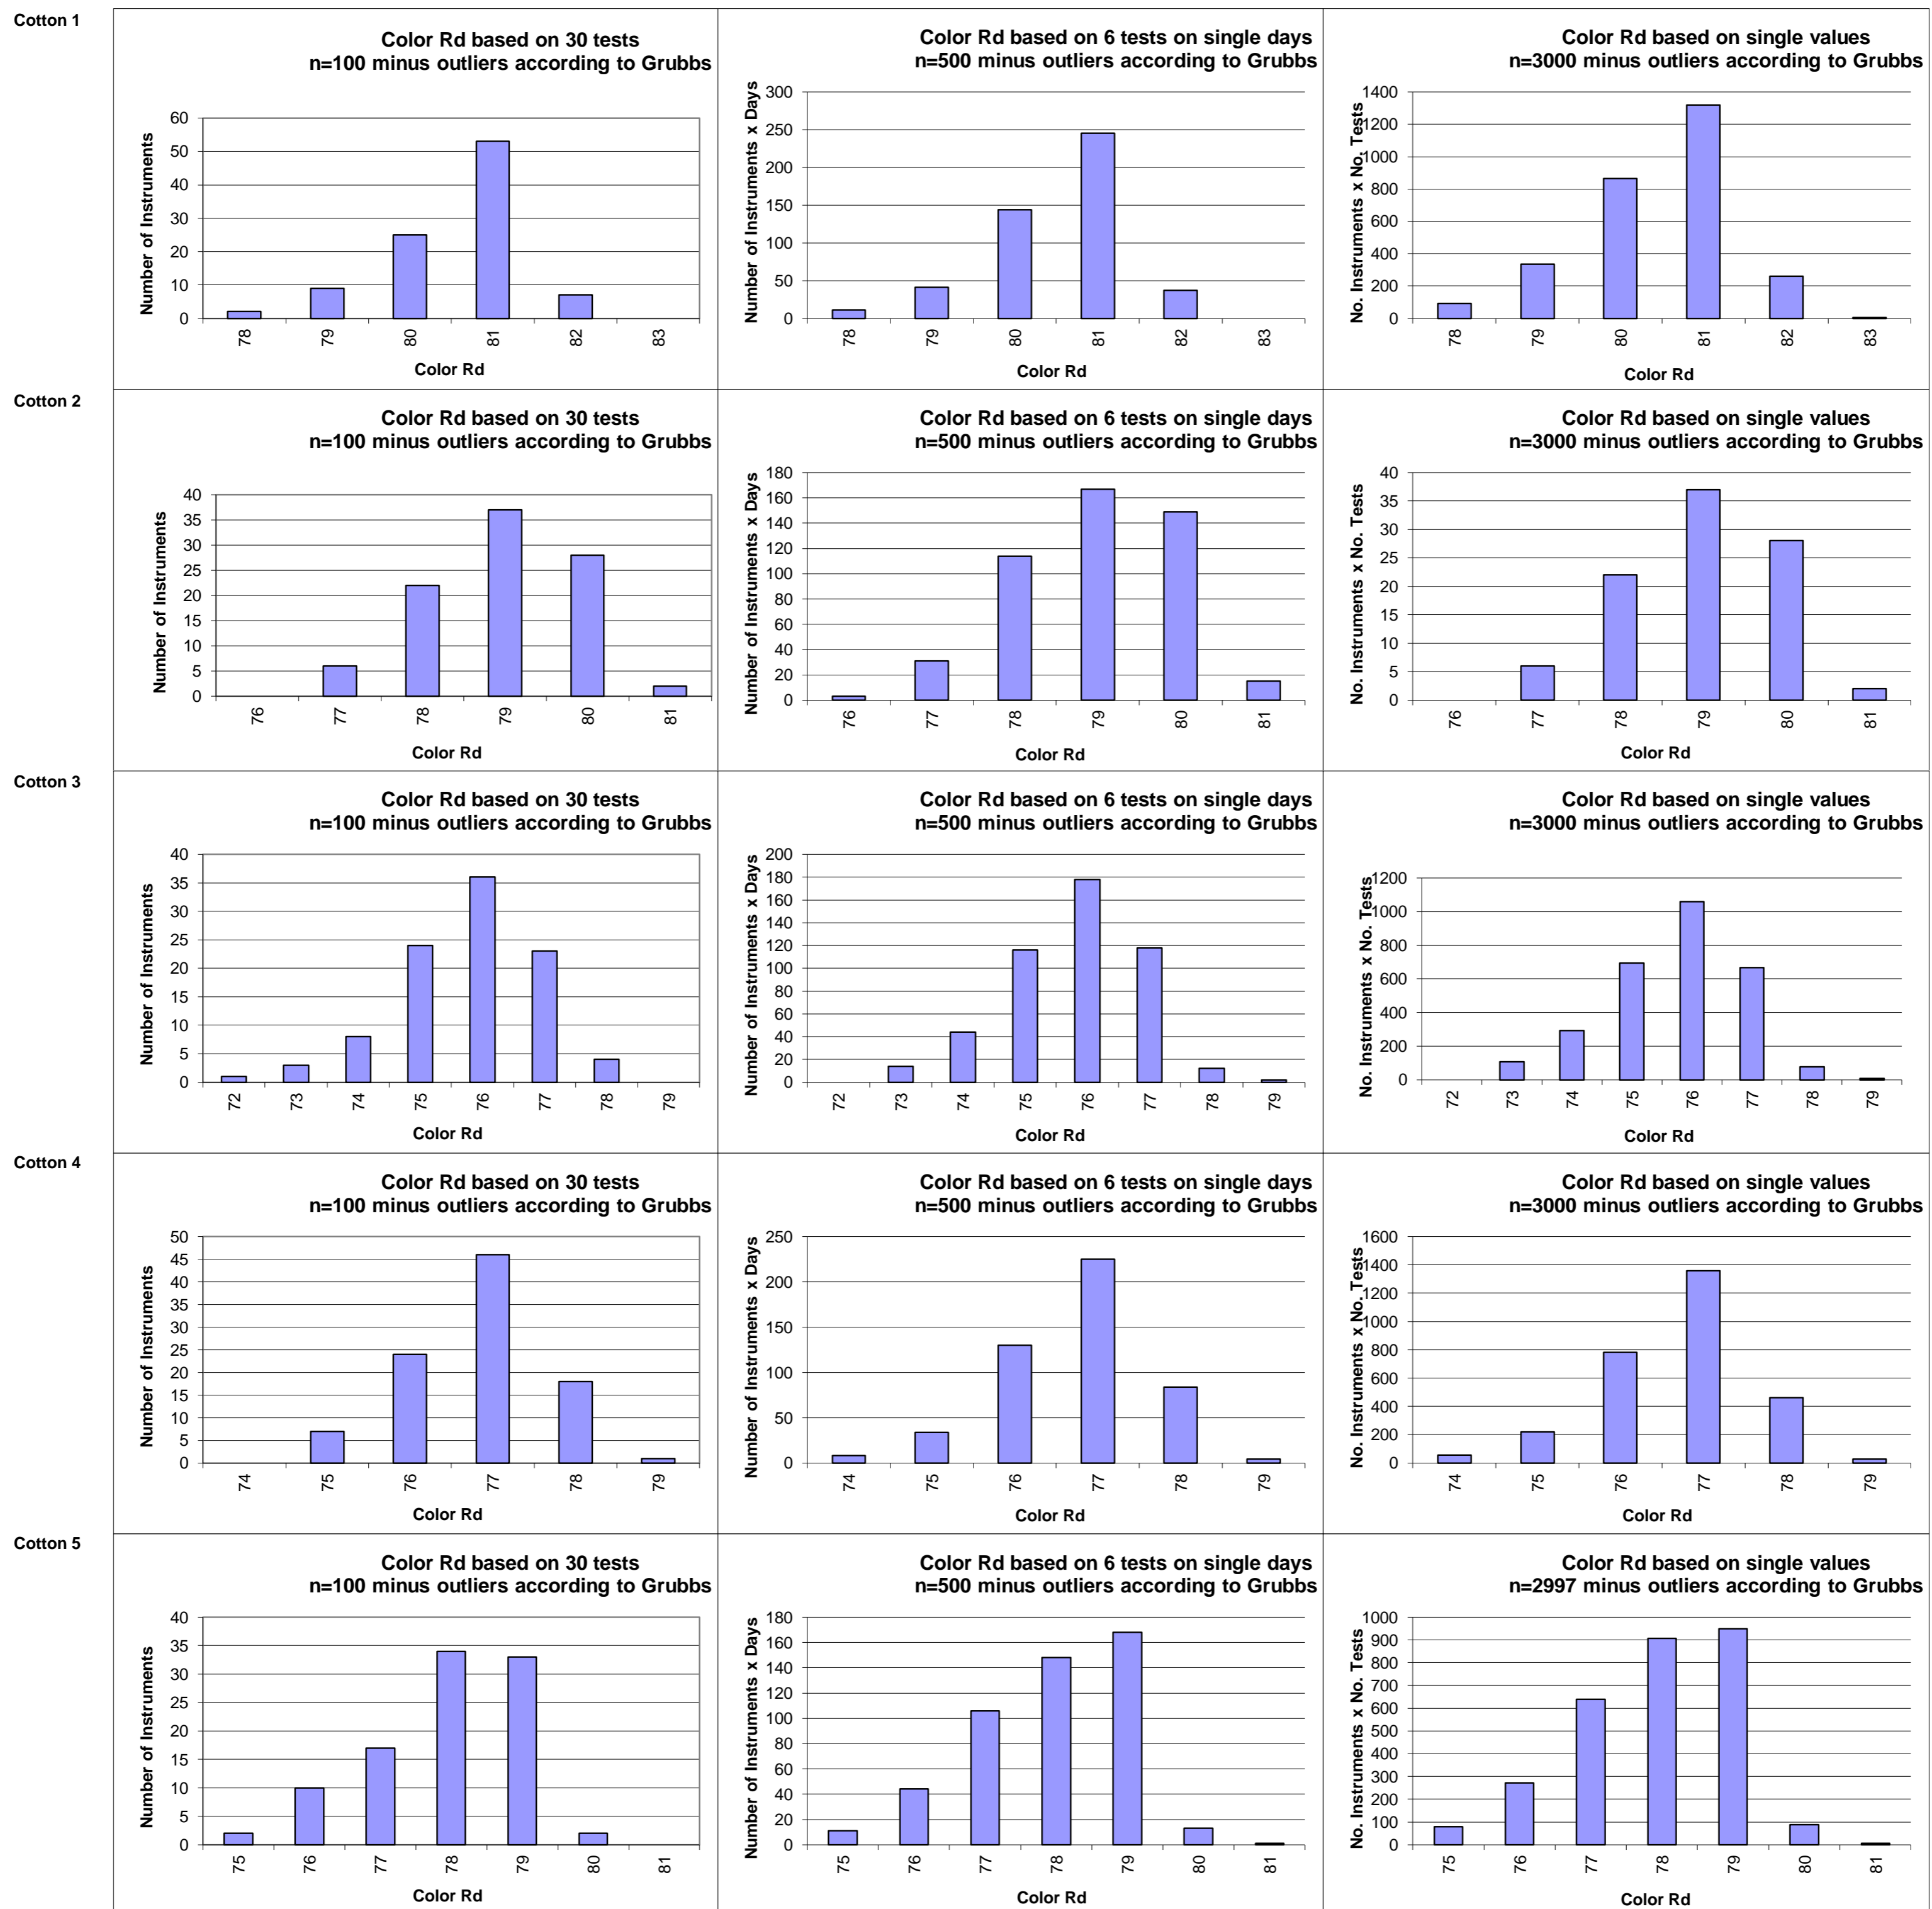 Cotton 1
Color Rd based on 30 tests
n=100 minus outliers according to Grubbs
Number of Instruments
60
50
40
30
20
10
0
78 79 80 81 82 83
Color Rd
Color Rd based on 6 tests on single days
n=500 minus outliers according to Grubbs
Number of Instruments x Days
300
250
200
150
100
50
0
78 79 80 81 82 83
Color Rd
Color Rd based on single values
n=3000 minus outliers according to Grubbs
No. Instruments x No. Tests
1400
1200
1000
800
600
400
200
0
78 79 80 81 82 83
Color Rd
Cotton 2
Color Rd based on 30 tests
n=100 minus outliers according to Grubbs
Number of Instruments
40
35
30
25
20
15
10
5
0
76 77 78 79 80 81
Color Rd
Color Rd based on 6 tests on single days
n=500 minus outliers according to Grubbs
Number of Instruments x Days
180
160
140
120
100
80
60
40
20
0
76 77 78 79 80 81
Color Rd
Color Rd based on single values
n=3000 minus outliers according to Grubbs
No. Instruments x No. Tests
40
35
30
25
20
15
10
5
0
76 77 78 79 80 81
Color Rd
Cotton 3
Color Rd based on 30 tests
n=100 minus outliers according to Grubbs
Number of Instruments
40
35
30
25
20
15
10
5
0
72 73 74 75 76 77 78 79
Color Rd
Color Rd based on 6 tests on single days
n=500 minus outliers according to Grubbs
Number of Instruments x Days
200
180
160
140
120
100
80
60
40
20
0
72 73 74 75 76 77 78 79
Color Rd
Color Rd based on single values
n=3000 minus outliers according to Grubbs
No. Instruments x No. Tests
1200
1000
800
600
400
200
0
72 73 74 75 76 77 78 79
Color Rd
Cotton 4
Color Rd based on 30 tests
n=100 minus outliers according to Grubbs
Number of Instruments
50
45
40
35
30
25
20
15
10
5
0
74 75 76 77 78 79
Color Rd
Color Rd based on 6 tests on single days
n=500 minus outliers according to Grubbs
Number of Instruments x Days
250
200
150
100
50
0
74 75 76 77 78 79
Color Rd
Color Rd based on single values
n=3000 minus outliers according to Grubbs
No. Instruments x No. Tests
1600
1400
1200
1000
800
600
400
200
0
74 75 76 77 78 79
Color Rd
Cotton 5
Color Rd based on 30 tests
n=100 minus outliers according to Grubbs
Number of Instruments
40
35
30
25
20
15
10
5
0
75 76 77 78 79 80 81
Color Rd
Color Rd based on 6 tests on single days
n=500 minus outliers according to Grubbs
Number of Instruments x Days
180
160
140
120
100
80
60
40
20
0
75 76 77 78 79 80 81
Color Rd
Color Rd based on single values
n=2997 minus outliers according to Grubbs
No. Instruments x No. Tests
1000
900
800
700
600
500
400
300
200
100
0
75 76 77 78 79 80 81
Color Rd